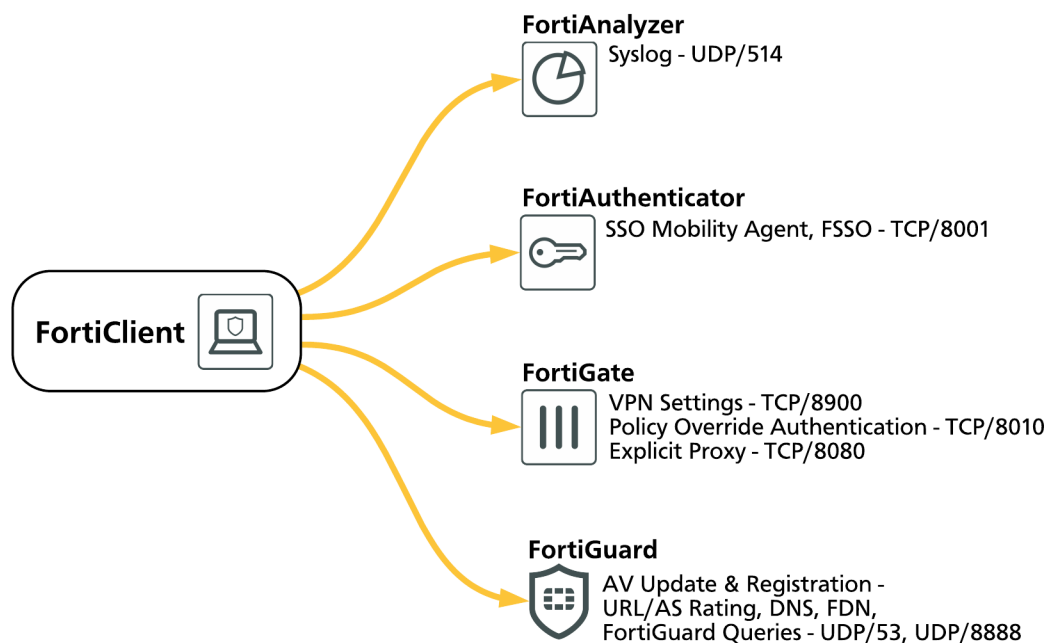 FortiAnalyzer
Syslog - UDP/514
FortiAuthenticator
SSO Mobility Agent, FSSO - TCP/8001
FortiClient
FortiGate
VPN Settings - TCP/8900
Policy Override Authentication - TCP/8010
Explicit Proxy - TCP/8080
FortiGuard
AV Update & Registration -
URL/AS Rating, DNS, FDN,
FortiGuard Queries - UDP/53, UDP/8888